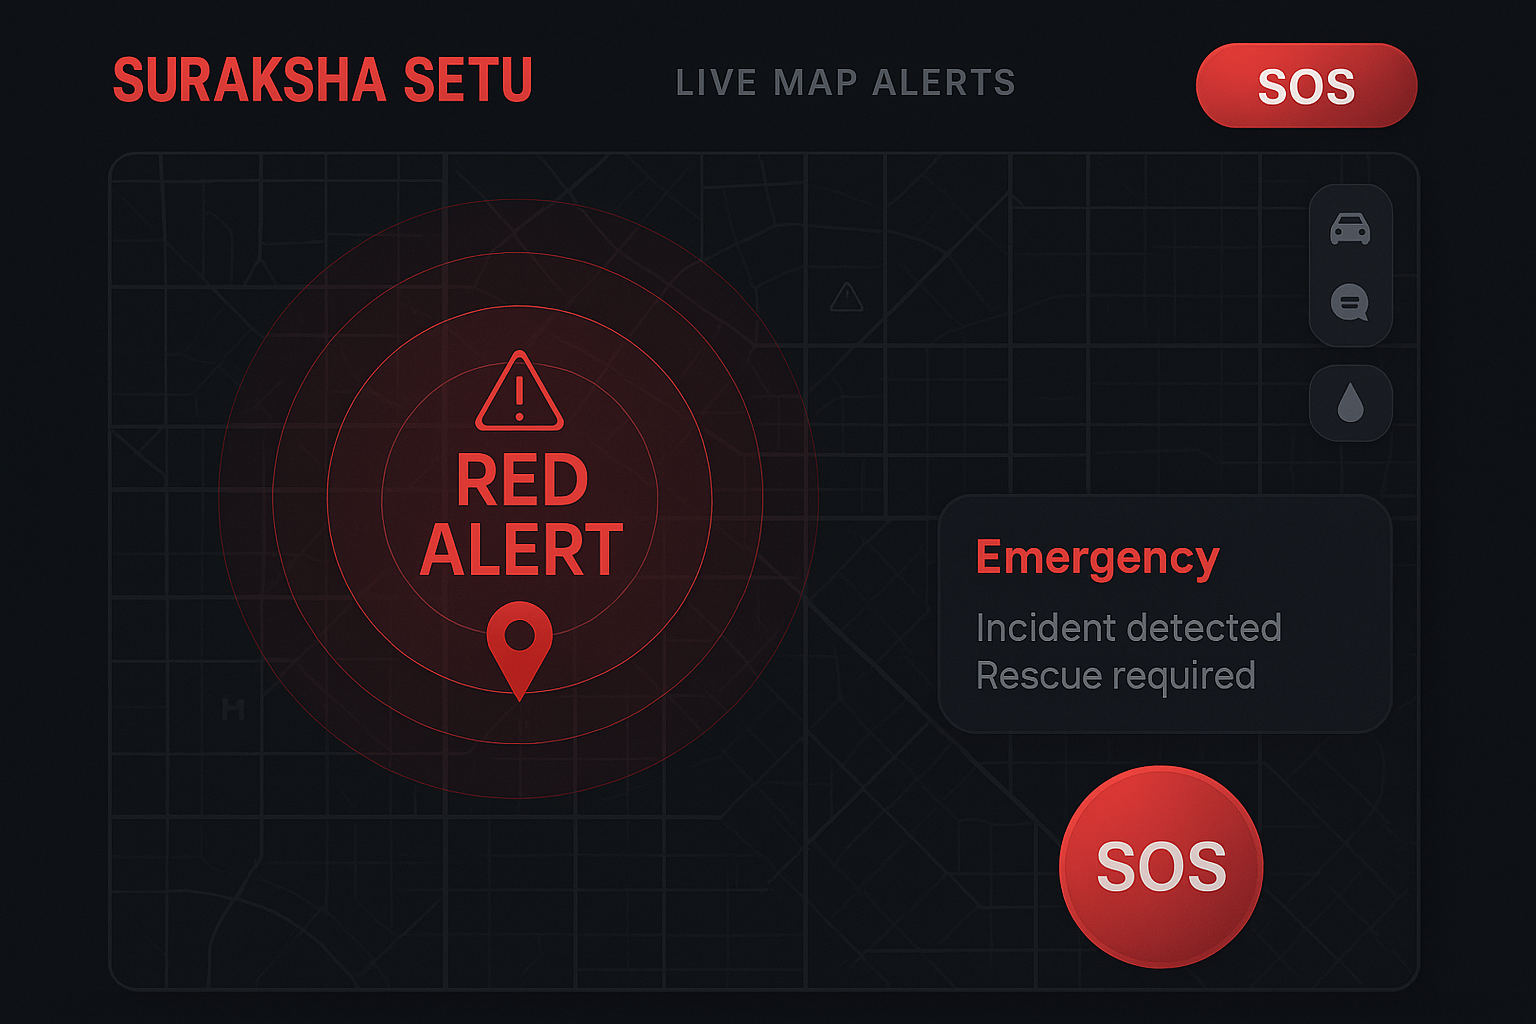 SURAKSHA SETU
LIVE MAP ALERTS
SOS
RED
ALERT
Emergency
Incident detected
Rescue required
SOS
H